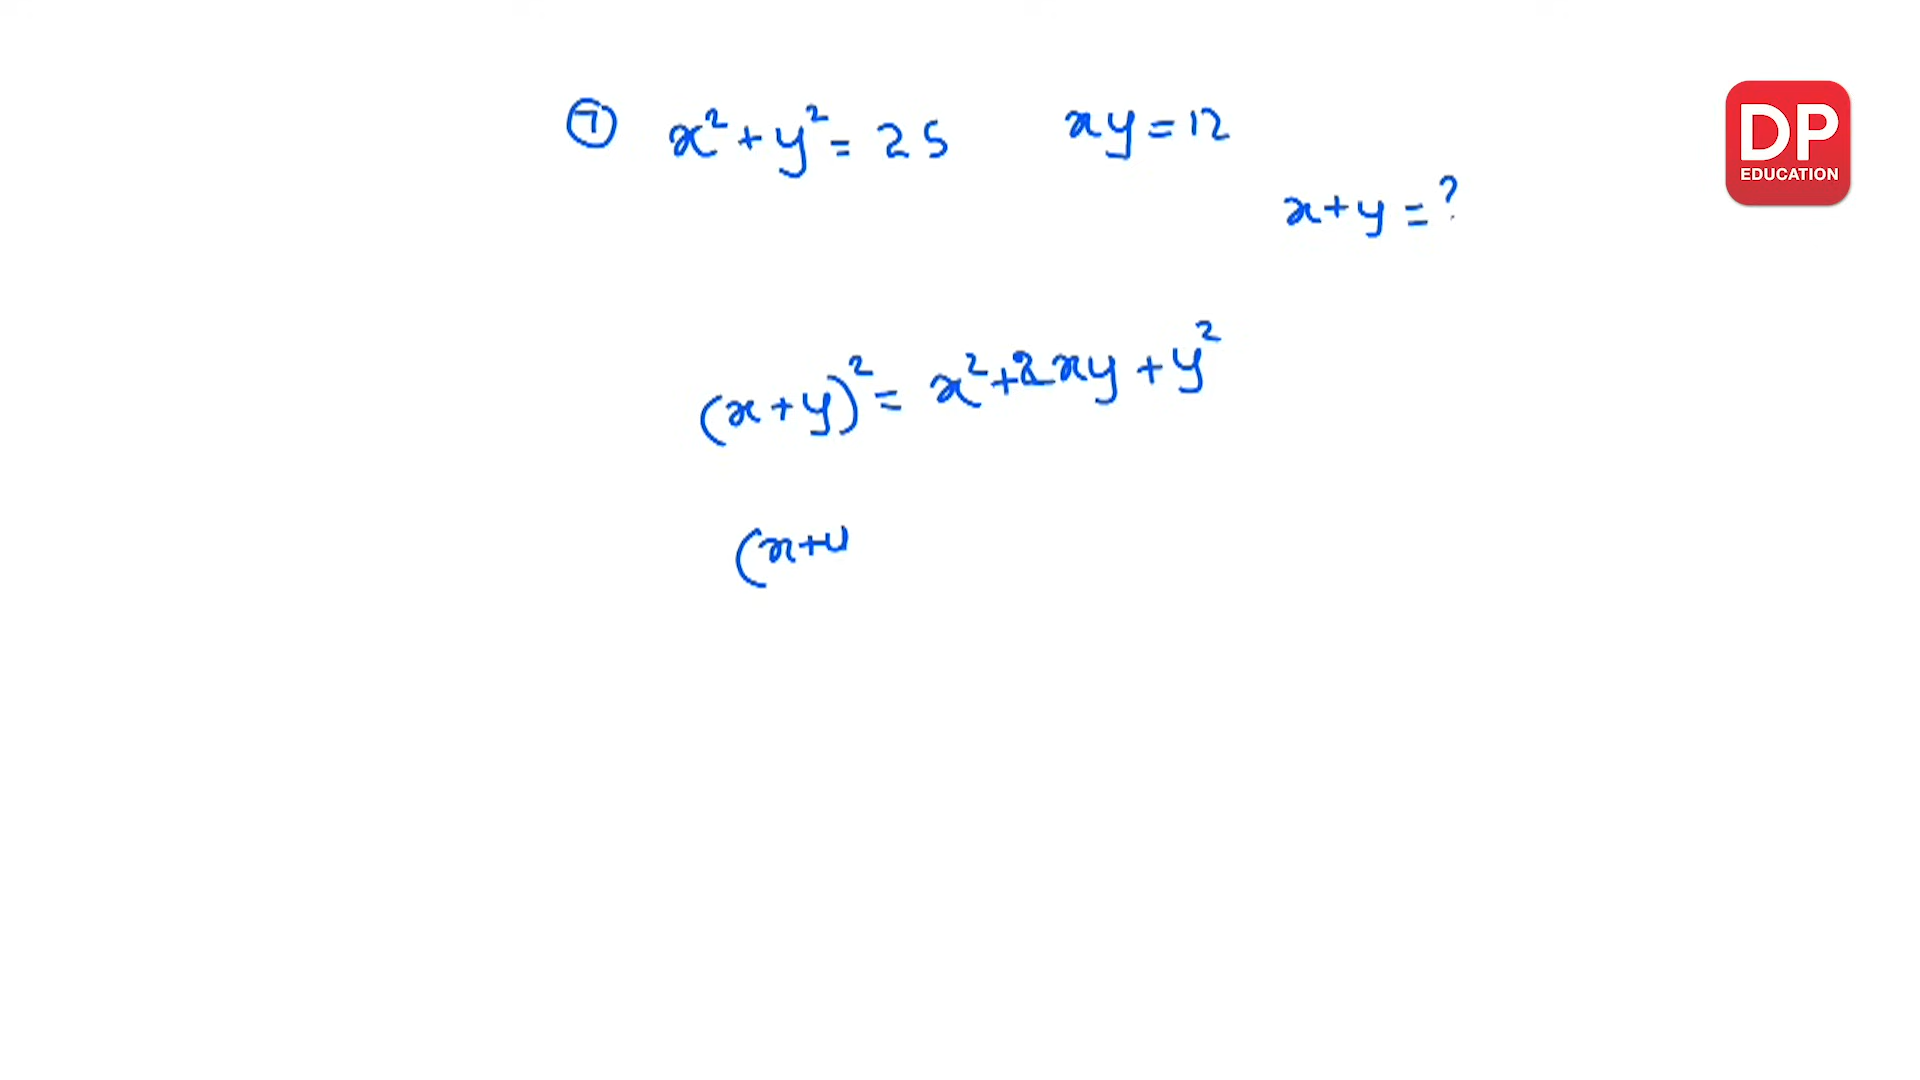 ⑦ x² + y² = 25 xy = 12
x + y = ?
(x + y)² = x² + 2xy + y²
(x + y
DP
EDUCATION